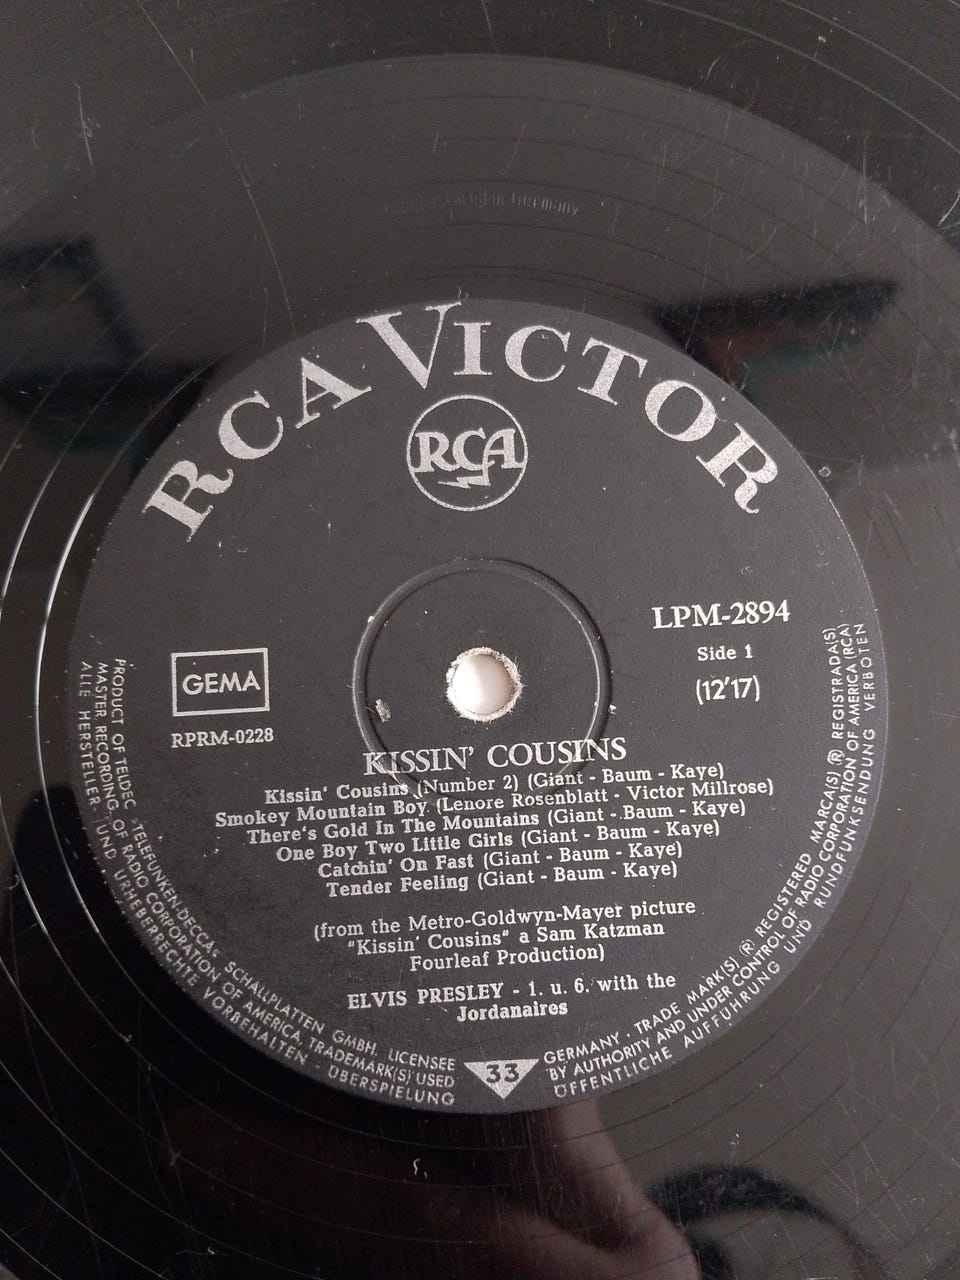 in Germany
RCA VICTOR
RCA
LPM-2894
Side 1
(12'17)
GEMA
RPRM-0228
KISSIN' COUSINS
Kissin' Cousins (Number 2) (Giant - Baum - Kaye)
Smokey Mountain Boy (Lenore Rosenblatt - Victor Millrose)
There's Gold In The Mountains (Giant - Baum - Kaye)
One Boy Two Little Girls (Giant - Baum - Kaye)
Catchin' On Fast (Giant - Baum - Kaye)
Tender Feeling (Giant - Baum - Kaye)
(from the Metro-Goldwyn-Mayer picture
"Kissin' Cousins" a Sam Katzman
Fourleaf Production)
ELVIS PRESLEY - 1. u. 6. with the
Jordanaires
33
PRODUCT OF TELDEC »TELEFUNKEN-DECCA« SCHALLPLATTEN GMBH. LICENSEE
MASTER RECORDING OF RADIO CORPORATION OF AMERICA, TRADEMARK(S) USED
ALLE HERSTELLER- UND URHEBERRECHTE VORBEHALTEN · ÜBERSPIELUNG
GERMANY · TRADE MARK(S) ® REGISTERED MARCA(S) ® REGISTRADA(S)
BY AUTHORITY AND UNDER CONTROL OF RADIO CORPORATION OF AMERICA (RCA)
ÖFFENTLICHE AUFFÜHRUNG UND RUNDFUNKSENDUNG VERBOTEN